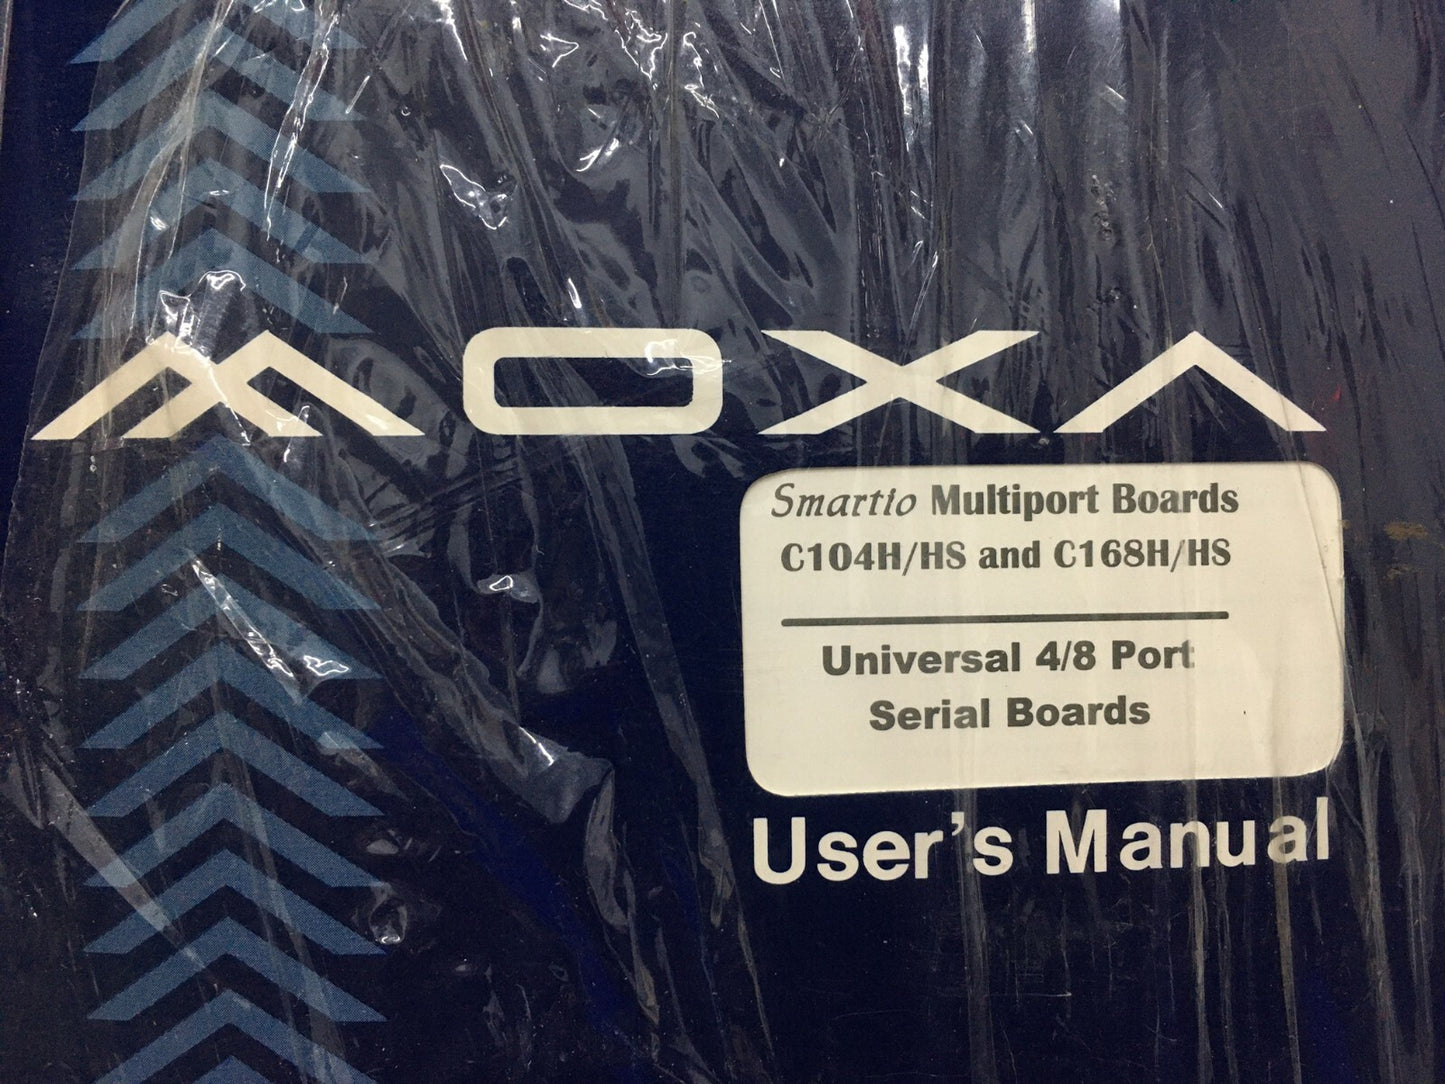 MOXA
Smartio Multiport Boards
C104H/HS and C168H/HS
Universal 4/8 Port
Serial Boards
User's Manual